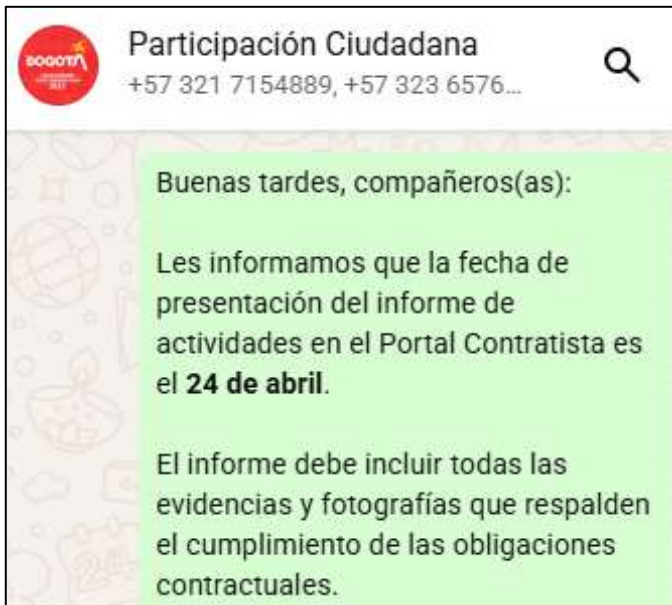 BOGOTÁ
Participación Ciudadana
+57 321 7154889, +57 323 6576...
Buenas tardes, compañeros(as):
Les informamos que la fecha de
presentación del informe de
actividades en el Portal Contratista es
el 24 de abril.
El informe debe incluir todas las
evidencias y fotografías que respalden
el cumplimiento de las obligaciones
contractuales.